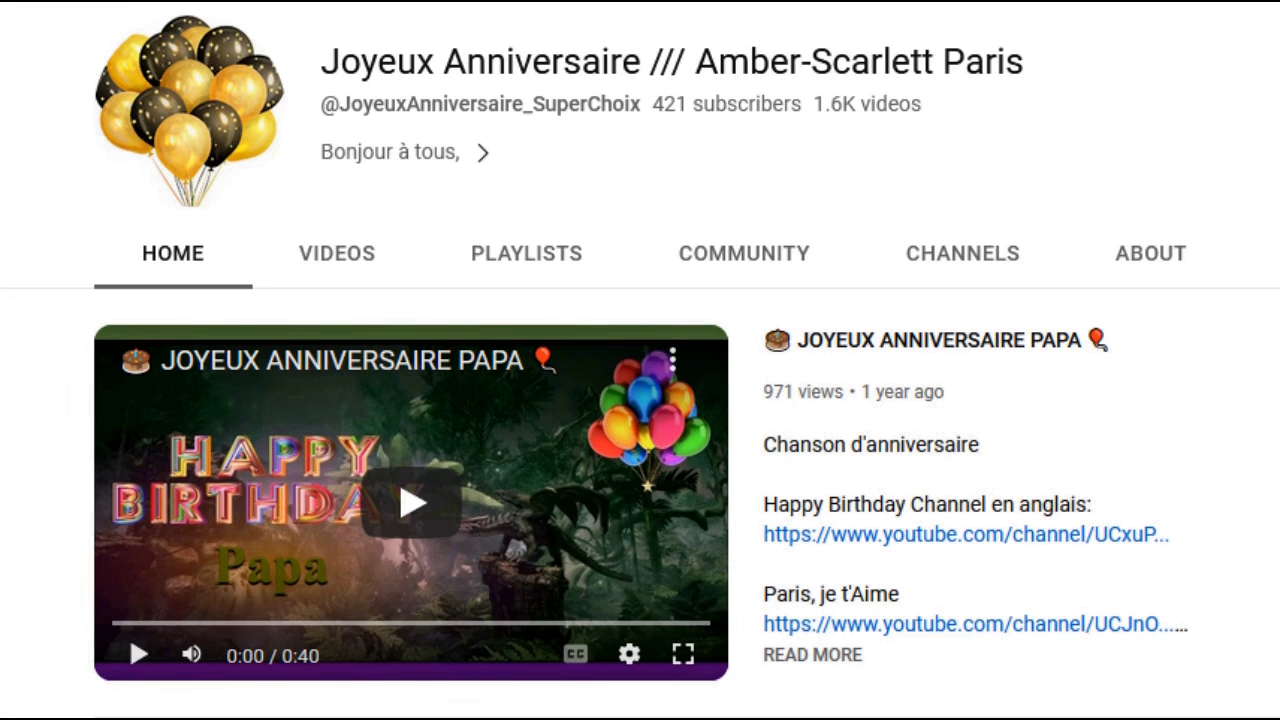 Joyeux Anniversaire /// Amber-Scarlett Paris
@JoyeuxAnniversaire_SuperChoix 421 subscribers 1.6K videos
Bonjour à tous,
HOME VIDEOS PLAYLISTS COMMUNITY CHANNELS ABOUT
JOYEUX ANNIVERSAIRE PAPA
HAPPY
BIRTHDAY
Papa
0:00 / 0:40
CC
JOYEUX ANNIVERSAIRE PAPA
971 views • 1 year ago
Chanson d'anniversaire
Happy Birthday Channel en anglais:
https://www.youtube.com/channel/UCxuP...
Paris, je t'Aime
https://www.youtube.com/channel/UCJnO......
READ MORE